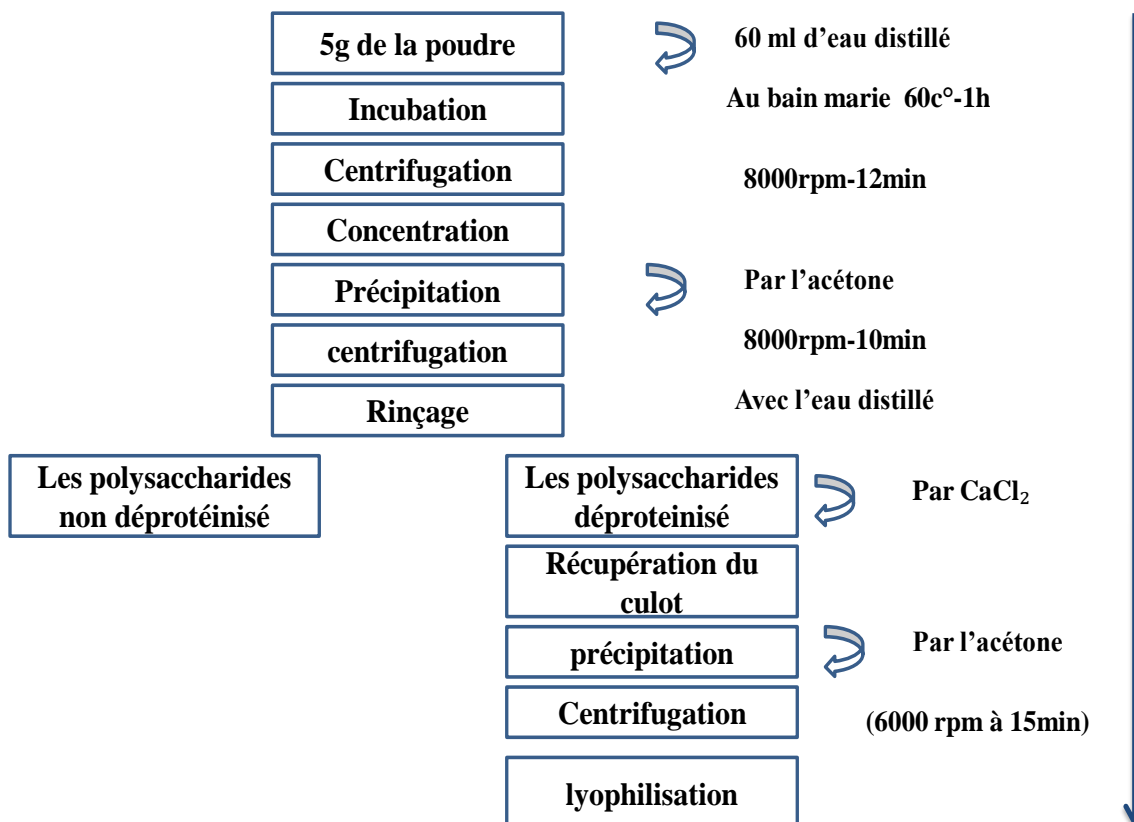 5g de la poudre
60 ml d’eau distillé
Incubation
Au bain marie 60c°-1h
Centrifugation
8000rpm-12min
Concentration
Précipitation
Par l’acétone
centrifugation
8000rpm-10min
Rinçage
Avec l’eau distillé
Les polysaccharides
non déprotéinisé
Les polysaccharides
déproteinisé
Par CaCl₂
Récupération du
culot
précipitation
Par l’acétone
Centrifugation
(6000 rpm à 15min)
lyophilisation